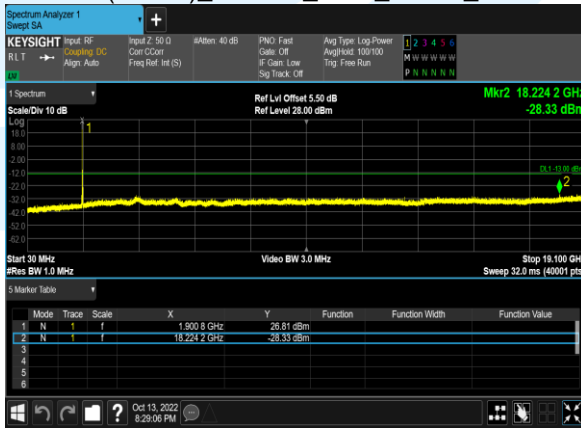 Spectrum Analyzer 1
Swept SA
+
KEYSIGHT
RLT
Input: RF
Coupling: DC
Align: Auto
Input Z: 50 Ω
Corr CCorr
Freq Ref: Int (S)
#Atten: 40 dB
PNO: Fast
Gate: Off
IF Gain: Low
Sig Track: Off
Avg Type: Log-Power
Avg|Hold: 100/100
Trig: Free Run
1 2 3 4 5 6
M W W W W W
P N N N N N
1 Spectrum
Scale/Div 10 dB
Log
Ref Lvl Offset 5.50 dB
Ref Level 28.00 dBm
Mkr2 18.224 2 GHz
-28.33 dBm
18.0
8.00
-2.00
-12.0
-22.0
-32.0
-42.0
-52.0
-62.0
1
DL1 -13.00 dBm
2
Start 30 MHz
#Res BW 1.0 MHz
Video BW 3.0 MHz
Stop 19.100 GHz
Sweep 32.0 ms (40001 pts
5 Marker Table
Mode Trace Scale X Y Function Function Width Function Value
1 N 1 f 1.900 8 GHz 26.81 dBm
2 N 1 f 18.224 2 GHz -28.33 dBm
3
4
5
6
?
Oct 13, 2022
8:29:06 PM